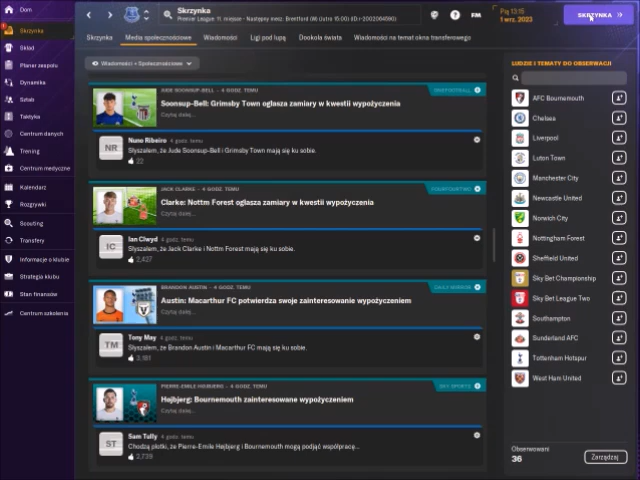 Dom
Skrzynka
Skład
Planer zespołu
Dynamika
Sztab
Taktyka
Centrum danych
Trening
Centrum medyczne
Kalendarz
Rozgrywki
Scouting
Transfery
Informacje o klubie
Strategia klubu
Stan finansów
Centrum szkolenia
Skrzynka
Premier League: 11. miejsce - Następny mecz: Brentford
FM
Pią 13:15
1 wrz. 2023
SKRZYNKA
Skrzynka
Media społecznościowe
Wiadomości
Ligi pod lupą
Dookoła świata
Wiadomości na temat okna transferowego
Wiadomości + Społecznościowe
JUDE SOONSUP-BELL - 4 GODZ. TEMU
Soonsup-Bell: Grimsby Town ogłasza zamiary w kwestii wypożyczenia
Czytaj dalej...
NR
Nuno Ribeiro 4 godz. temu
Słyszałem, że Jude Soonsup-Bell i Grimsby Town mają się ku sobie.
22
JACK CLARKE - 4 GODZ. TEMU
Clarke: Nottm Forest ogłasza zamiary w kwestii wypożyczenia
Czytaj dalej...
IC
Ian Clwyd 4 godz. temu
Słyszałem, że Jack Clarke i Nottm Forest mają się ku sobie.
2,437
BRANDON AUSTIN - 4 GODZ. TEMU
Austin: Macarthur FC potwierdza swoje zainteresowanie wypożyczeniem
Czytaj dalej...
TM
Tony May 4 godz. temu
Słyszałem, że Brandon Austin i Macarthur FC mają się ku sobie.
PIERRE-EMILE HØJBJERG - 4 GODZ. TEMU
SKY SPORTS
Højbjerg: Bournemouth zainteresowane wypożyczeniem
Czytaj dalej...
ST
Sam Tully 4 godz. temu
Chodzą plotki, że Pierre-Emile Højbjerg i Bournemouth mogą podjąć współpracę...
2,739
LUDZIE I TEMATY DO OBSERWACJI
AFC Bournemouth
Chelsea
Liverpool
Luton Town
Manchester City
Newcastle United
Norwich City
Nottingham Forest
Sheffield United
Sky Bet Championship
Sky Bet League Two
Southampton
Sunderland AFC
Tottenham Hotspur
West Ham United
Obserwowani
36
Zarządzaj